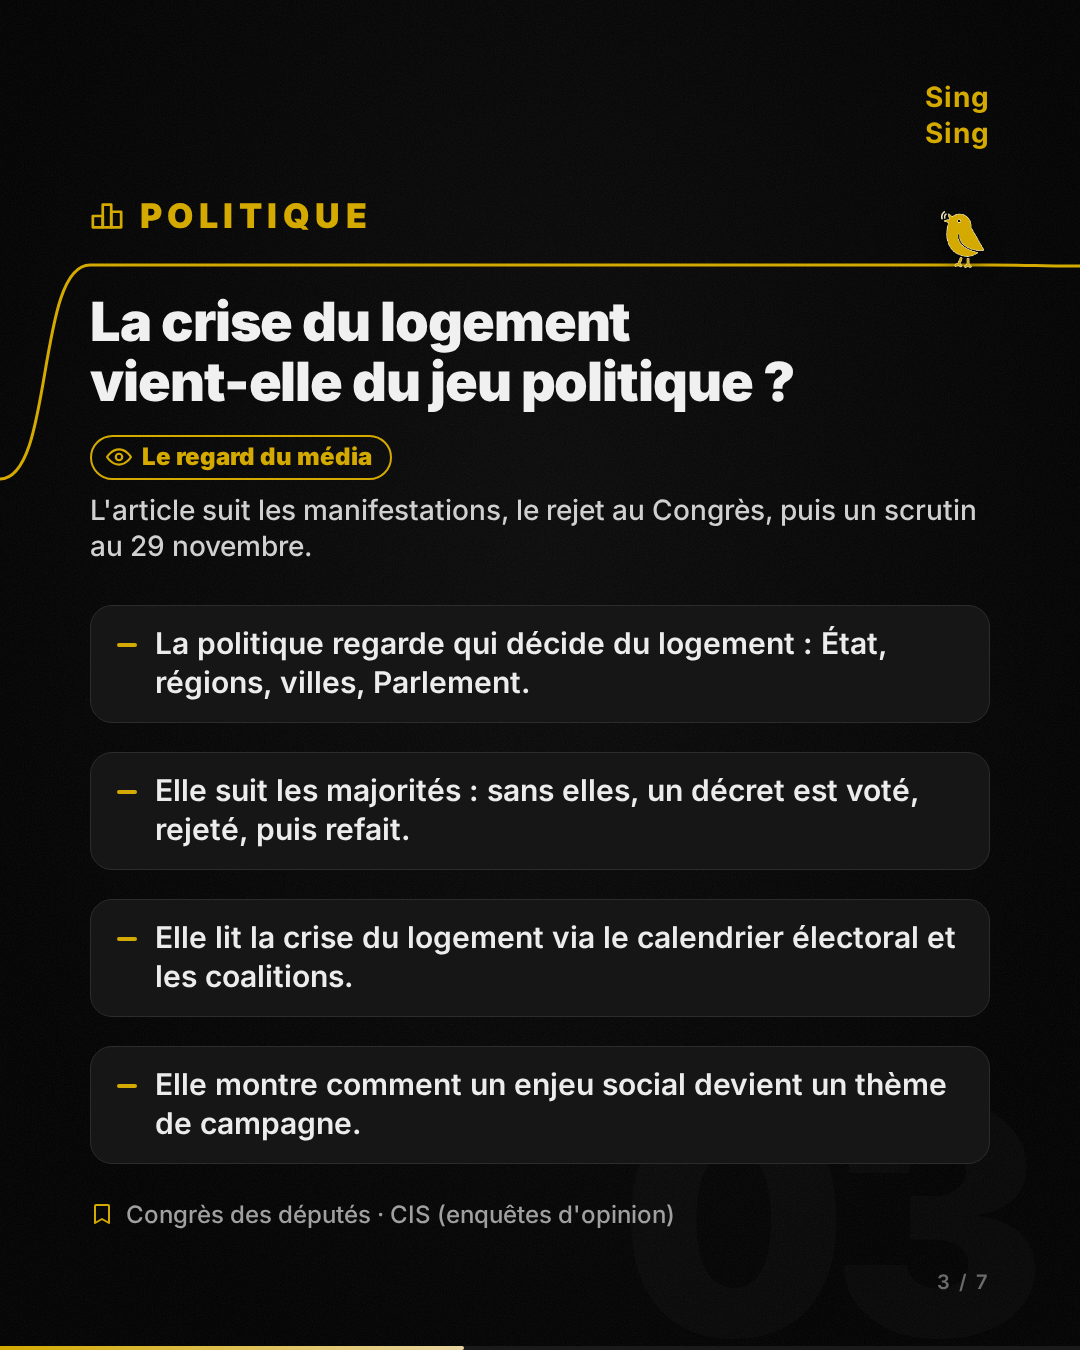 Sing
Sing
POLITIQUE
La crise du logement
vient-elle du jeu politique ?
Le regard du média
L'article suit les manifestations, le rejet au Congrès, puis un scrutin
au 29 novembre.
La politique regarde qui décide du logement : État,
régions, villes, Parlement.
Elle suit les majorités : sans elles, un décret est voté,
rejeté, puis refait.
Elle lit la crise du logement via le calendrier électoral et
les coalitions.
Elle montre comment un enjeu social devient un thème
de campagne.
Congrès des députés · CIS (enquêtes d'opinion)
03
3 / 7